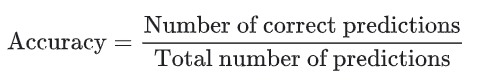 Accuracy = Number of correct predictions / Total number of predictions